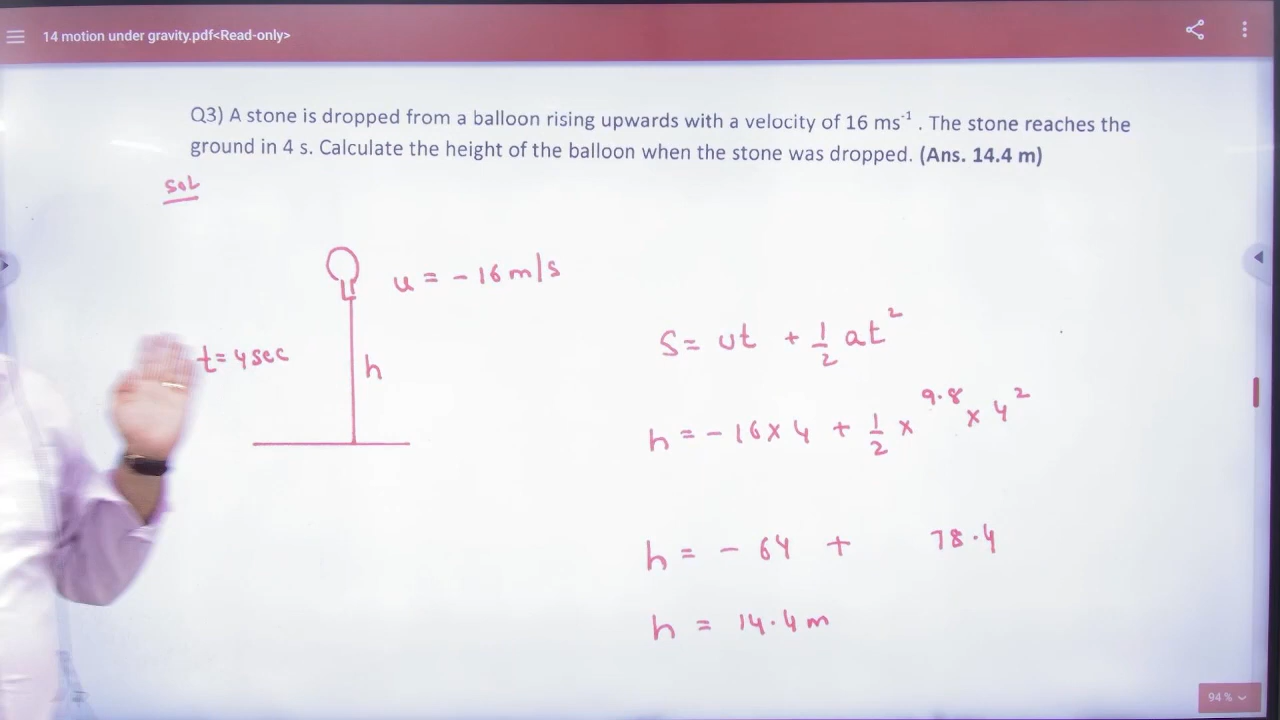 14 motion under gravity.pdf<Read-only>
Q3) A stone is dropped from a balloon rising upwards with a velocity of 16 ms⁻¹ . The stone reaches the
ground in 4 s. Calculate the height of the balloon when the stone was dropped. (Ans. 14.4 m)
Sol
u = - 16 m/s
t = 4 sec
h
S = ut + 1/2 at²
h = - 16 × 4 + 1/2 × 9.8 × 4²
h = - 64 + 78.4
h = 14.4 m
94 %